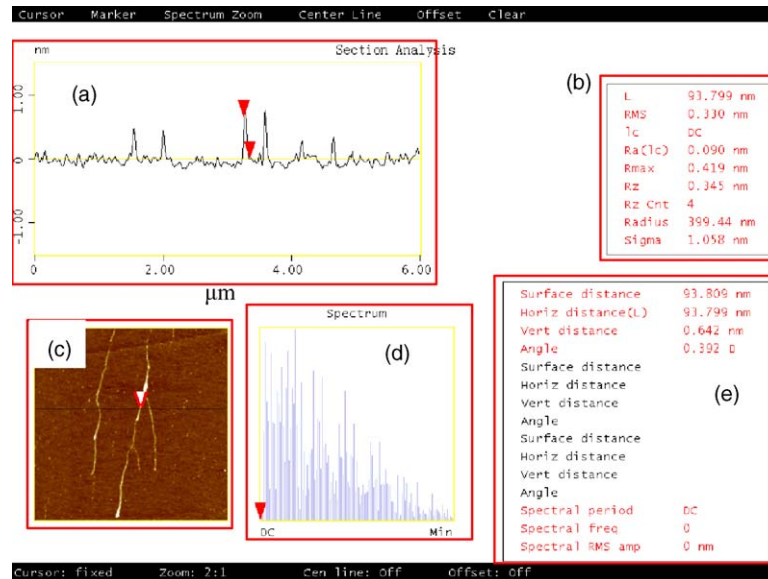 Cursor Marker Spectrum Zoom Center Line Offset Clear
nm Section Analysis
(a)
1.00
0
-1.00
0 2.00 4.00 6.00
μm
(b)
L 93.799 nm
RMS 0.330 nm
lc DC
Ra(lc) 0.090 nm
Rmax 0.419 nm
Rz 0.345 nm
Rz Cnt 4
Radius 399.44 nm
Sigma 1.058 nm
(c)
Spectrum
(d)
DC Min
Surface distance 93.809 nm
Horiz distance(L) 93.799 nm
Vert distance 0.642 nm
Angle 0.392 D
Surface distance
Horiz distance
Vert distance
Angle
Surface distance
Horiz distance
Vert distance
Angle
Spectral period DC
Spectral freq 0
Spectral RMS amp 0 nm
(e)
Cursor: fixed Zoom: 2:1 Cen line: Off Offset: Off